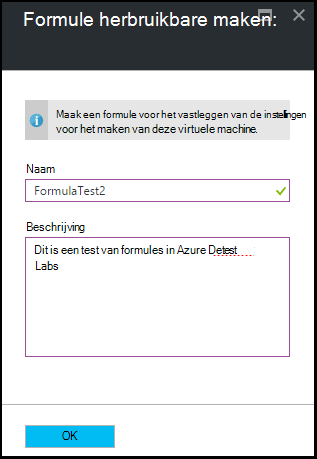 Formule herbruikbare maken:
Maak een formule voor het vastleggen van de instellingen
voor het maken van deze virtuele machine.
Naam
FormulaTest2
Beschrijving
Dit is een test van formules in Azure Detest
Labs
OK